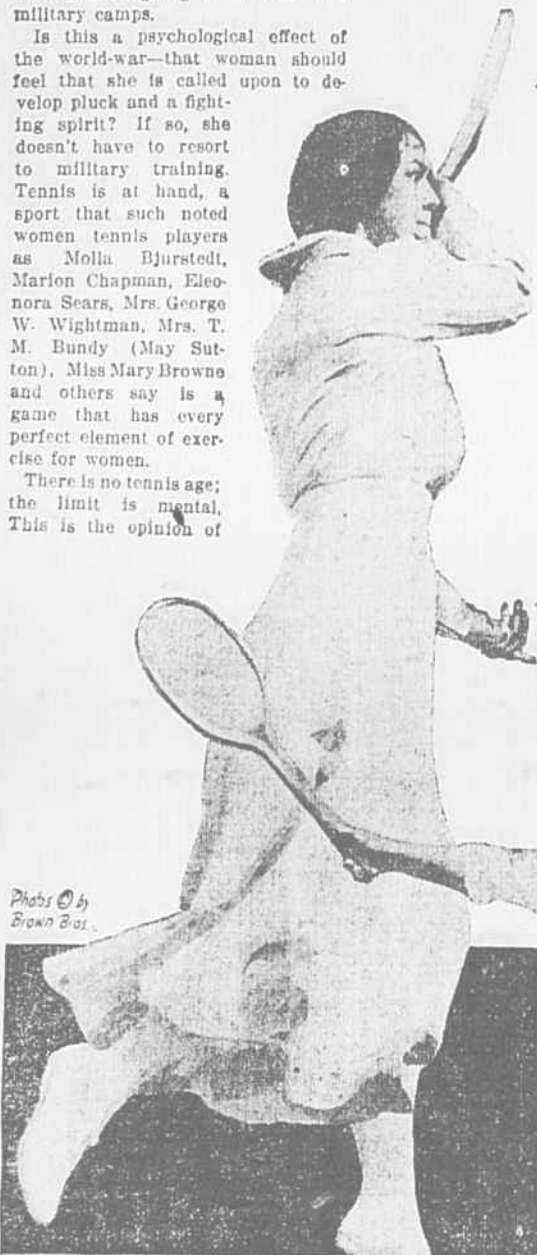 military camps.
Is this a psychological effect of
the world-war—that woman should
feel that she is called upon to de-
velop pluck and a fight-
ing spirit? If so, she
doesn't have to resort
to military training.
Tennis is at hand, a
sport that such noted
women tennis players
as Molla Bjurstedt,
Marion Chapman, Eleo-
nora Sears, Mrs. George
W. Wightman, Mrs. T.
M. Bundy (May Sut-
ton), Miss Mary Browne
and others say is a
game that has every
perfect element of exer-
cise for women.
There is no tennis age;
the limit is mental,
This is the opinion of
Photos © by
Brown Bros.